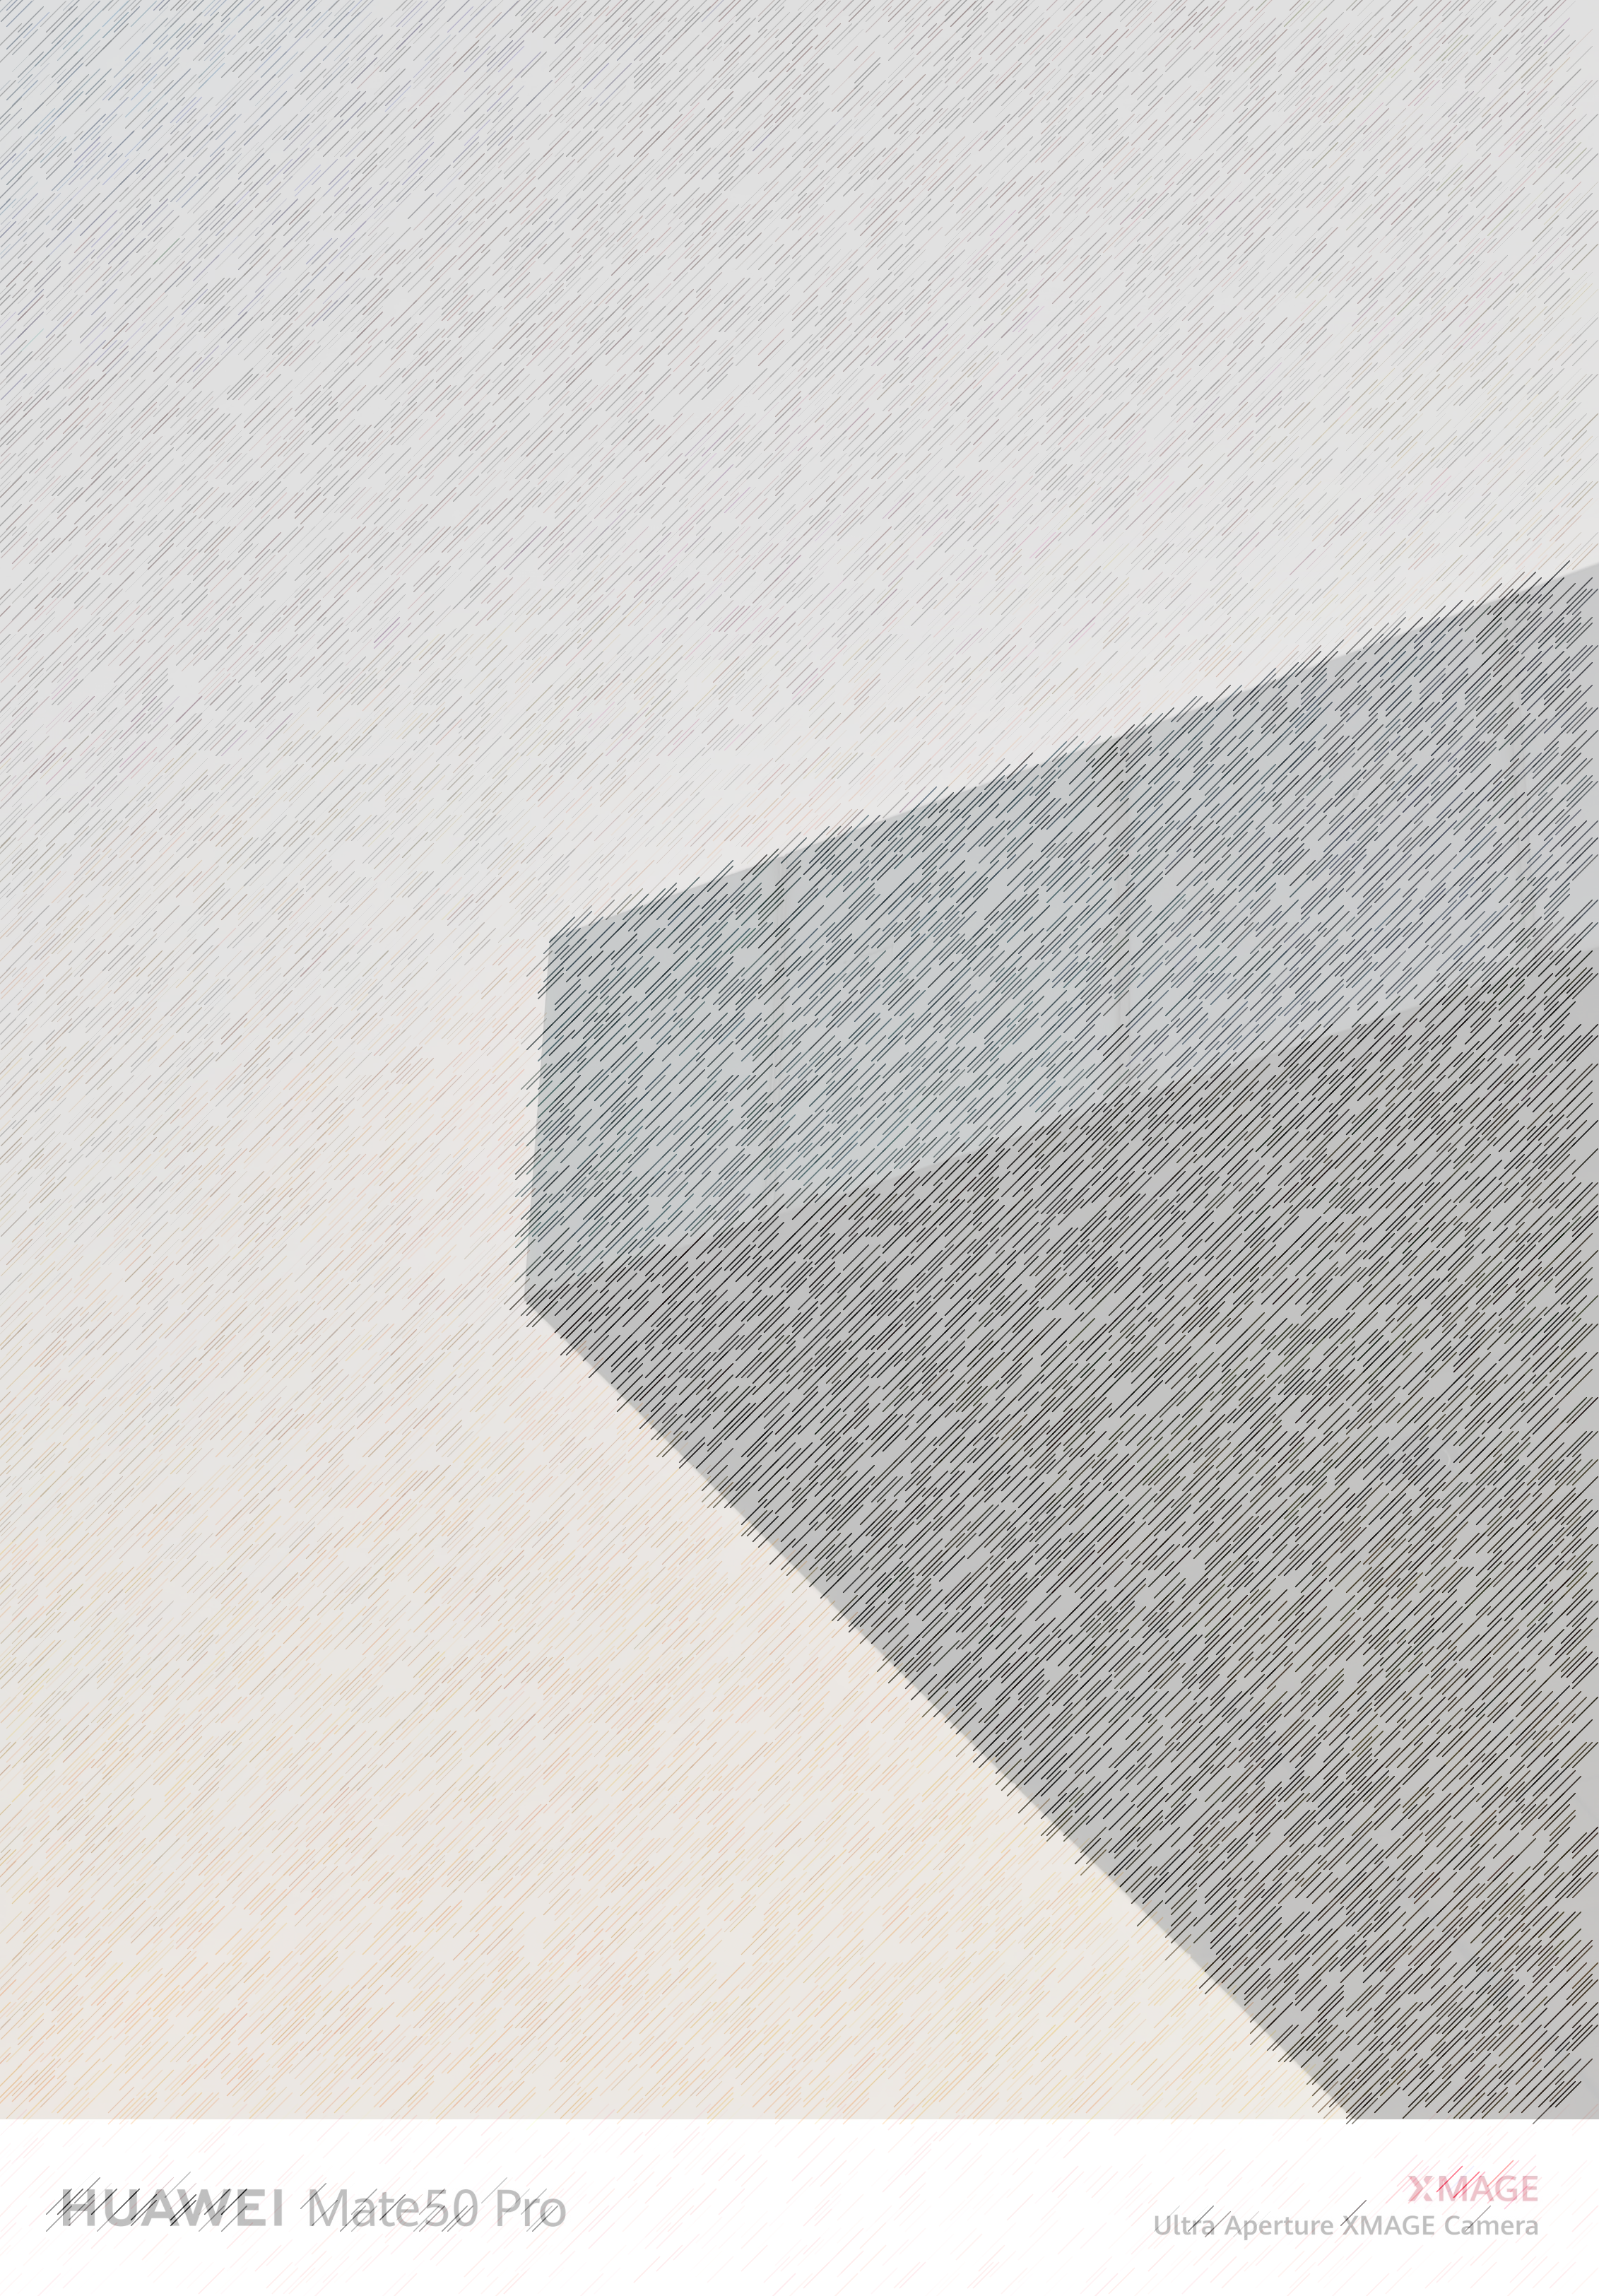 HUAWEI Mate50 Pro
XMAGE
Ultra Aperture XMAGE Camera